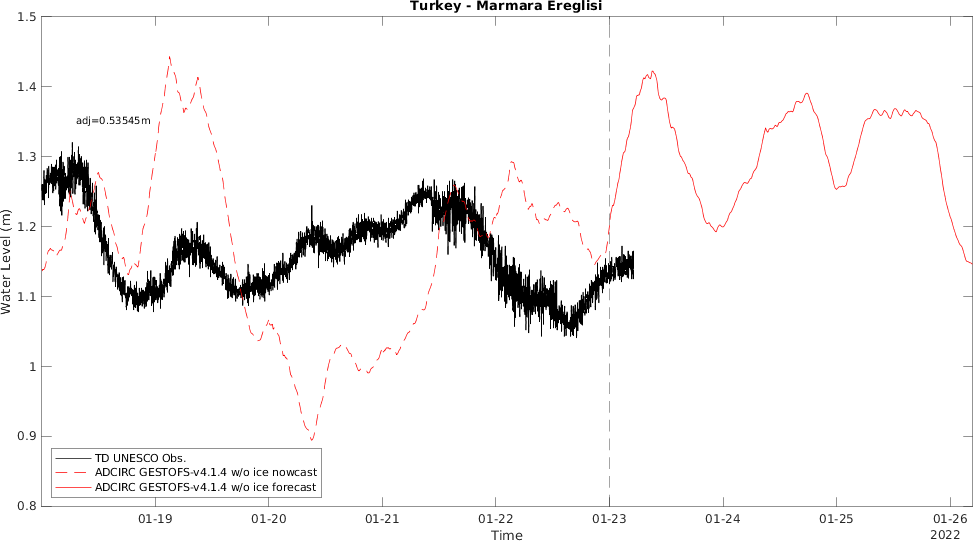 Turkey - Marmara Ereglisi
1.5
1.4
1.3
1.2
1.1
1
0.9
0.8
Water Level (m)
adj=0.53545m
TD UNESCO Obs.
ADCIRC GESTOFS-v4.1.4 w/o ice nowcast
ADCIRC GESTOFS-v4.1.4 w/o ice forecast
01-19 01-20 01-21 01-22 01-23 01-24 01-25 01-26
2022
Time